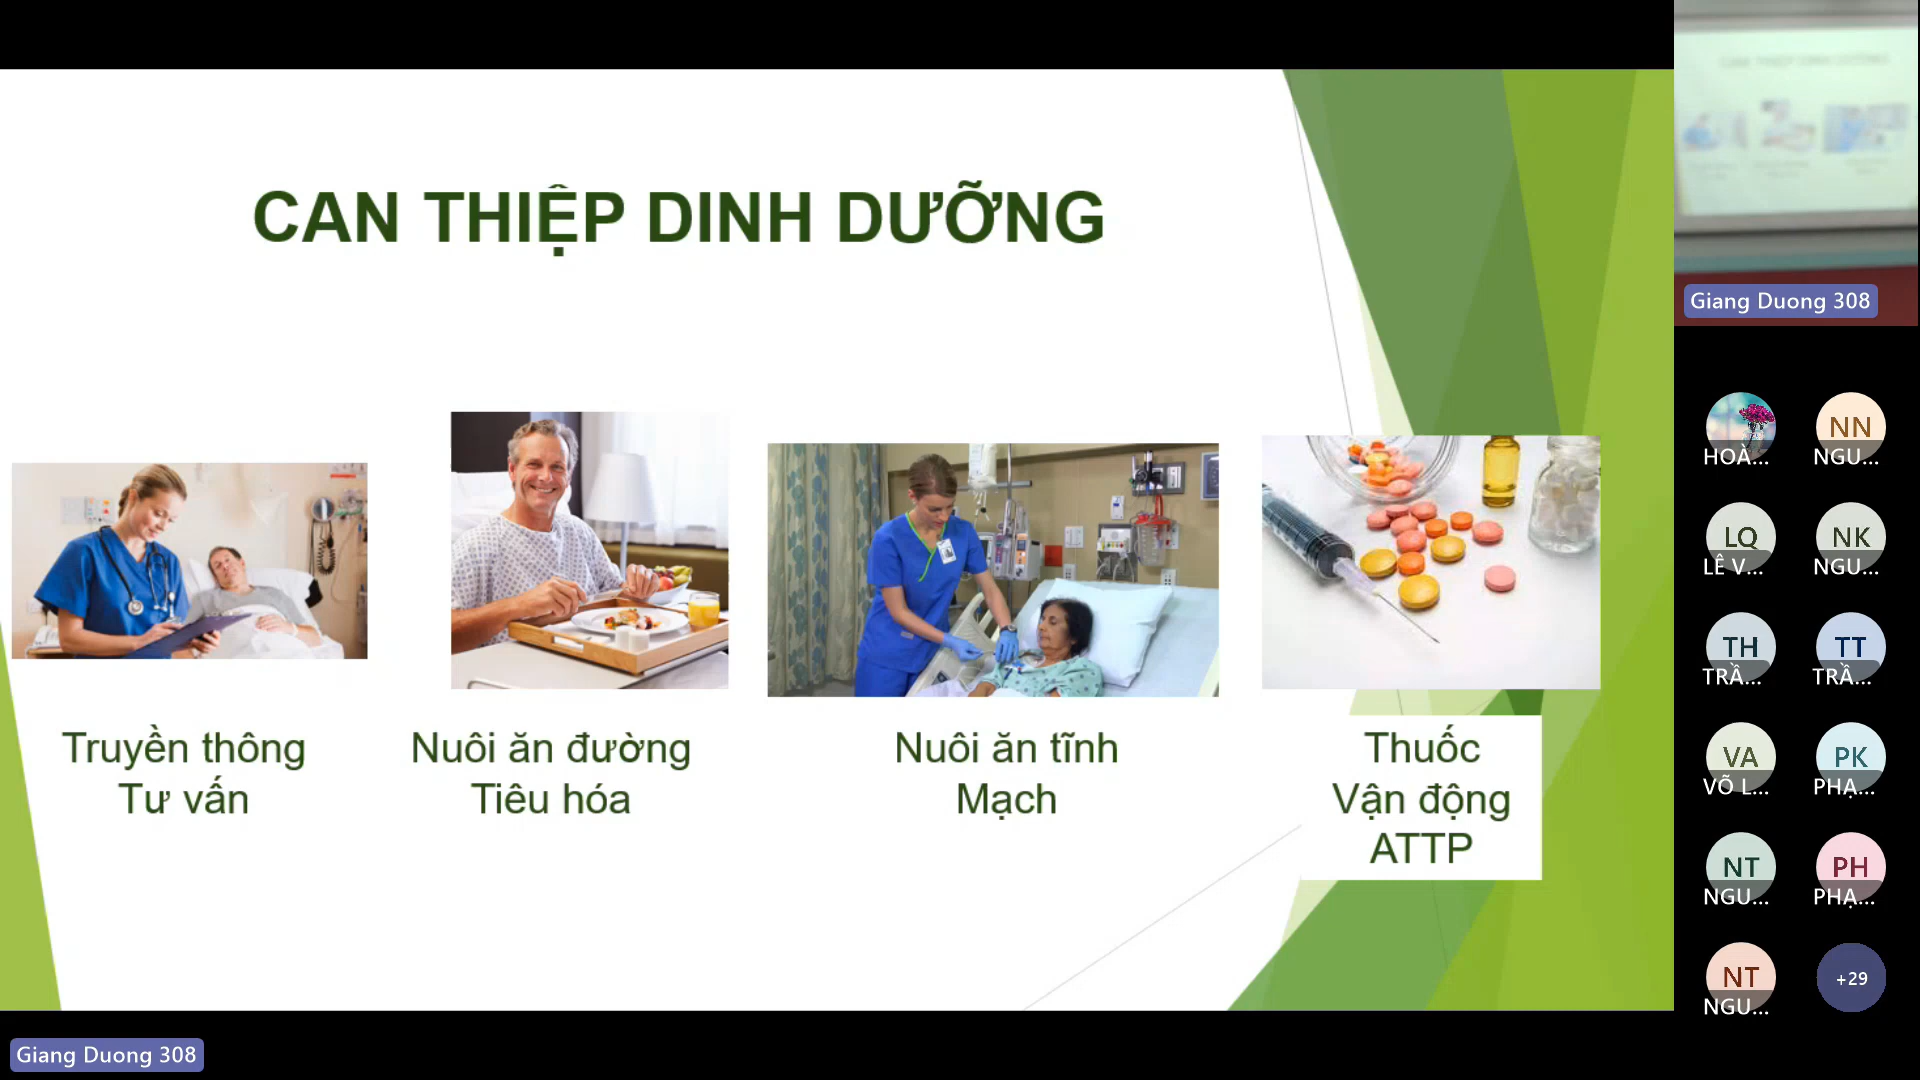 CAN THIỆP DINH DƯỠNG
Truyền thông
Tư vấn
Nuôi ăn đường
Tiêu hóa
Nuôi ăn tĩnh
Mạch
Thuốc
Vận động
ATTP
Giang Duong 308
Giang Duong 308
HOÀ...
NN
NGU...
LQ
LÊ V...
NK
NGU...
TH
TRẦ...
TT
TRẦ...
VA
VÕ L...
PK
PHẠ...
NT
NGU...
PH
PHẠ...
NT
NGU...
+29